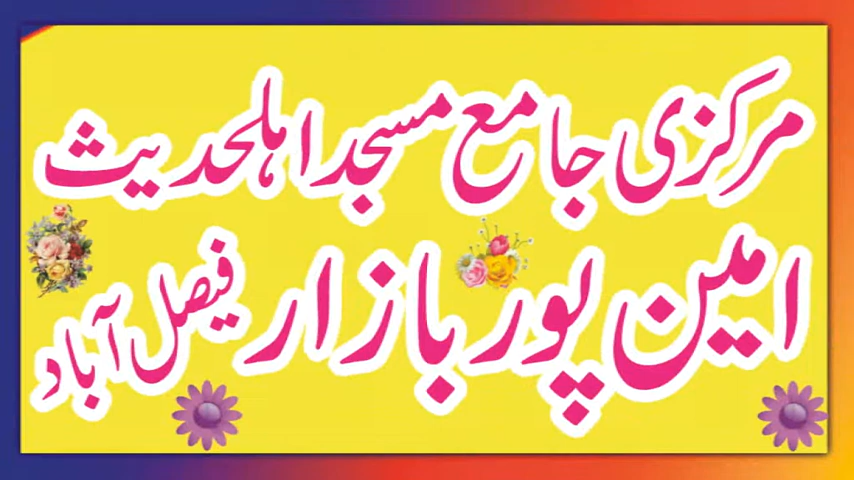 مرکزی جامع مسجد اہلحدیث
امین پور بازار فیصل آباد